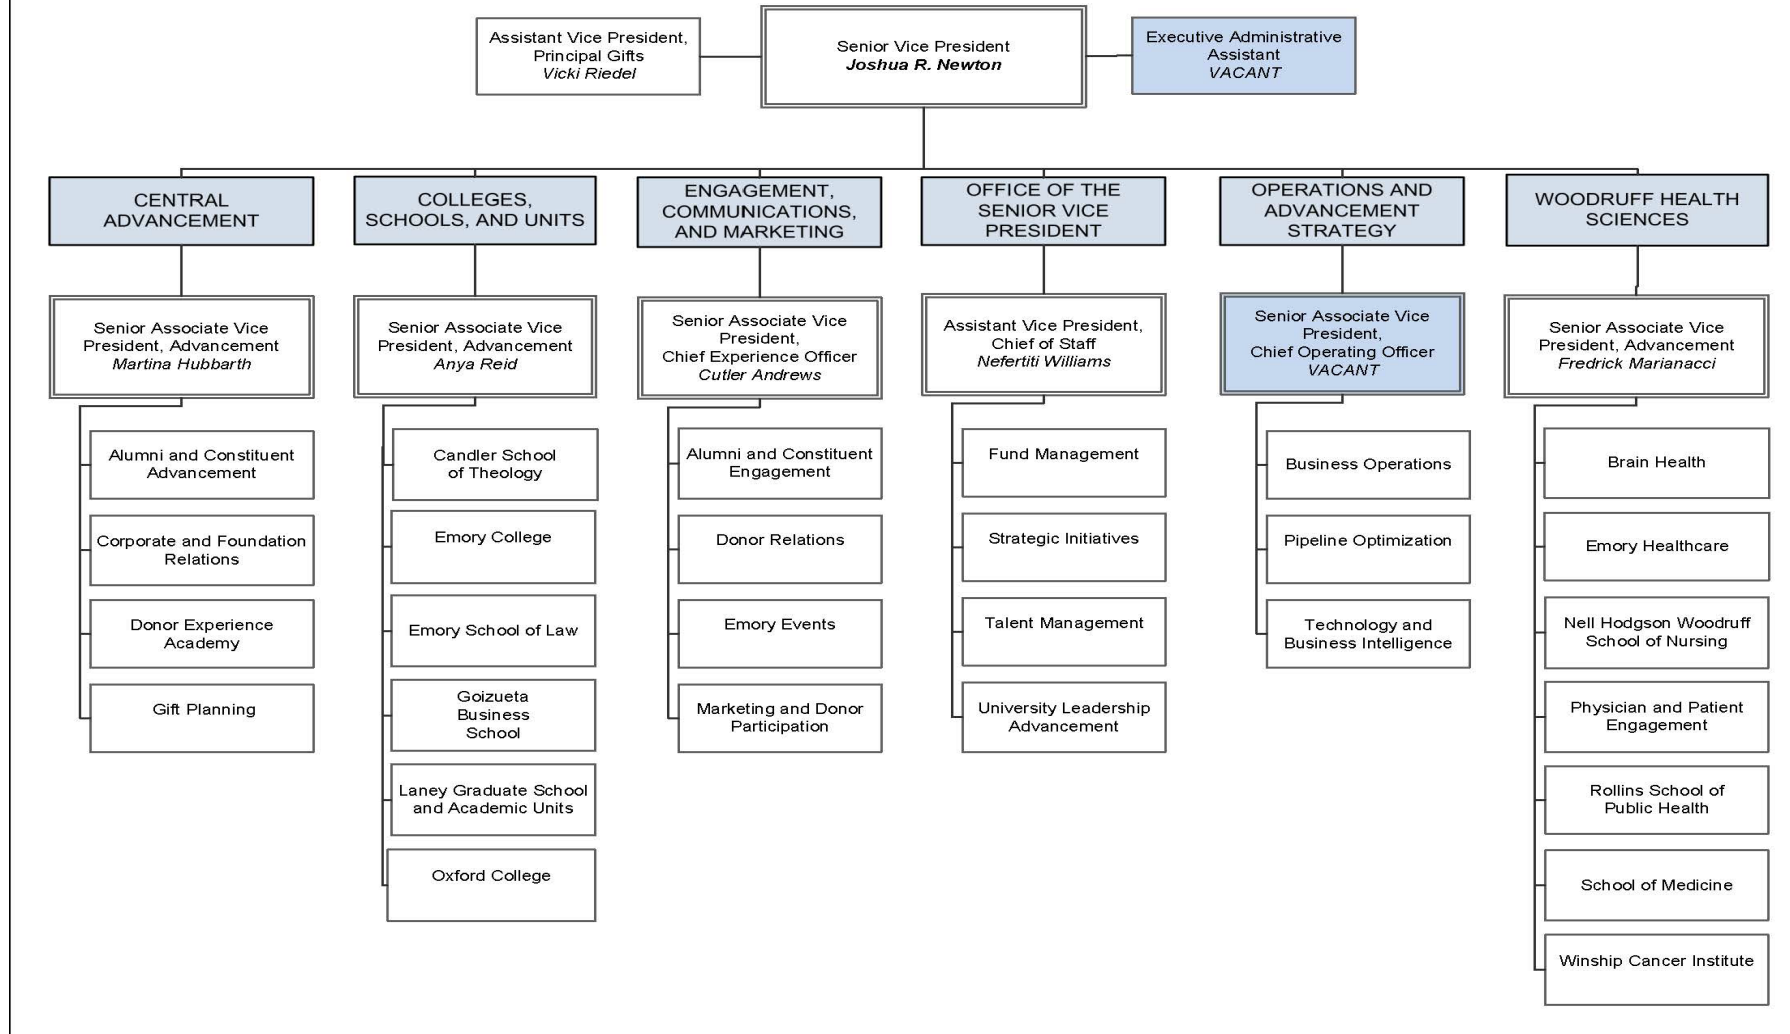 Assistant Vice President,
Principal Gifts
Vicki Riedel
Senior Vice President
Joshua R. Newton
Executive Administrative
Assistant
VACANT
CENTRAL
ADVANCEMENT
Senior Associate Vice
President, Advancement
Martina Hubbarth
Alumni and Constituent
Advancement
Corporate and Foundation
Relations
Donor Experience
Academy
Gift Planning
COLLEGES,
SCHOOLS, AND UNITS
Senior Associate Vice
President, Advancement
Anya Reid
Candler School
of Theology
Emory College
Emory School of Law
Goizueta
Business
School
Laney Graduate School
and Academic Units
Oxford College
ENGAGEMENT,
COMMUNICATIONS,
AND MARKETING
Senior Associate Vice
President,
Chief Experience Officer
Cutler Andrews
Alumni and Constituent
Engagement
Donor Relations
Emory Events
Marketing and Donor
Participation
OFFICE OF THE
SENIOR VICE
PRESIDENT
Assistant Vice President,
Chief of Staff
Nefertiti Williams
Fund Management
Strategic Initiatives
Talent Management
University Leadership
Advancement
OPERATIONS AND
ADVANCEMENT
STRATEGY
Senior Associate Vice
President,
Chief Operating Officer
VACANT
Business Operations
Pipeline Optimization
Technology and
Business Intelligence
WOODRUFF HEALTH
SCIENCES
Senior Associate Vice
President, Advancement
Fredrick Marianacci
Brain Health
Emory Healthcare
Nell Hodgson Woodruff
School of Nursing
Physician and Patient
Engagement
Rollins School of
Public Health
School of Medicine
Winship Cancer Institute